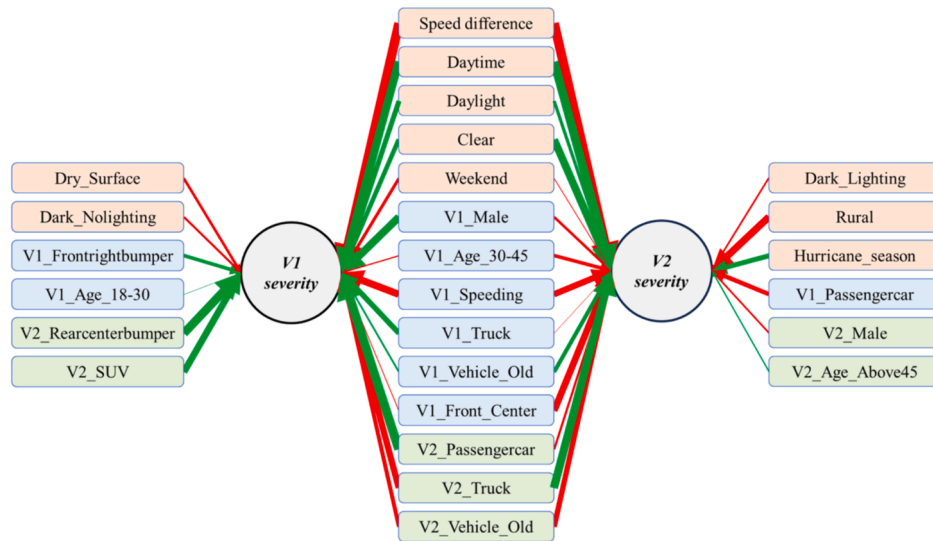 Speed difference
Daytime
Daylight
Clear
Weekend
V1_Male
V1_Age_30-45
V1_Speeding
V1_Truck
V1_Vehicle_Old
V1_Front_Center
V2_Passengercar
V2_Truck
V2_Vehicle_Old
Dry_Surface
Dark_Nolighting
V1_Frontrightbumper
V1_Age_18-30
V2_Rearcenterbumper
V2_SUV
V1
severity
V2
severity
Dark_Lighting
Rural
Hurricane_season
V1_Passengercar
V2_Male
V2_Age_Above45